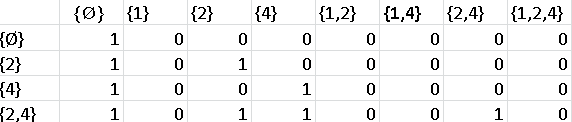 {Ø} {1} {2} {4} {1,2} {1,4} {2,4} {1,2,4}
{Ø} 1 0 0 0 0 0 0 0
{2} 1 0 1 0 0 0 0 0
{4} 1 0 0 1 0 0 0 0
{2,4} 1 0 1 1 0 0 1 0